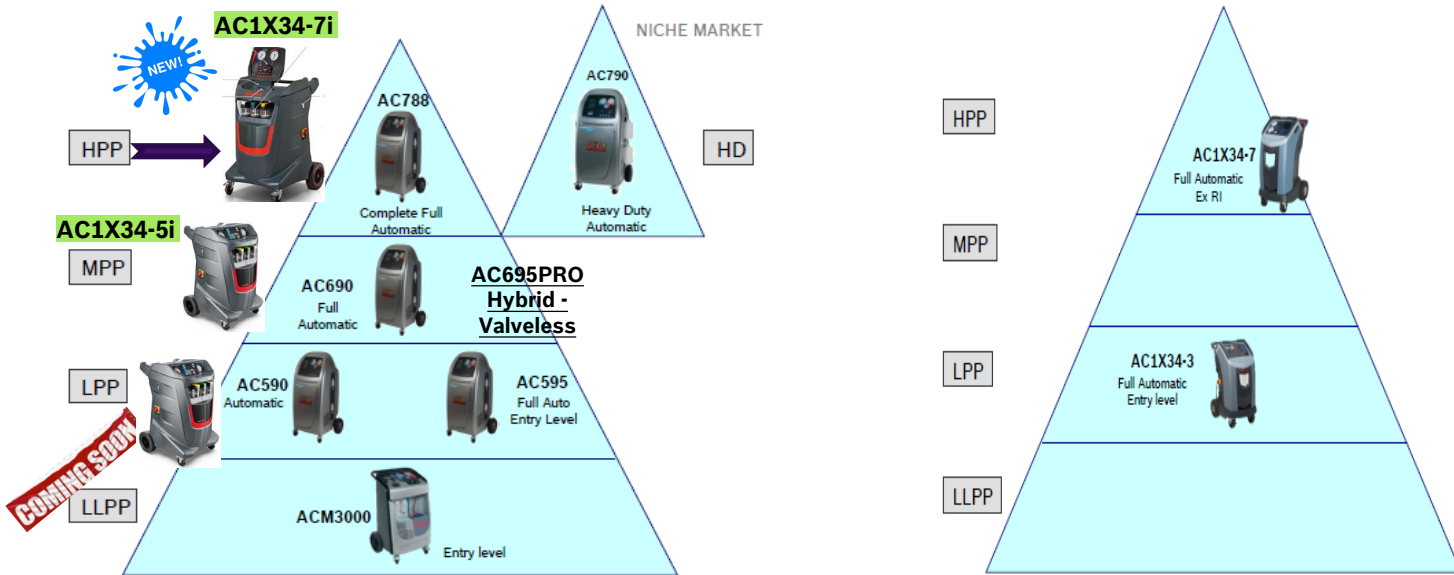 AC1X34-7i
NEW!
HPP
AC788
Complete Full
Automatic
NICHE MARKET
AC790
Heavy Duty
Automatic
HD
AC1X34-5i
MPP
AC690
Full
Automatic
AC695PRO
Hybrid -
Valveless
LPP
AC590
Automatic
AC595
Full Auto
Entry Level
COMING SOON
LLPP
ACM3000
Entry level
HPP
AC1X34•7
Full Automatic
Ex RI
MPP
LPP
AC1X34•3
Full Automatic
Entry level
LLPP